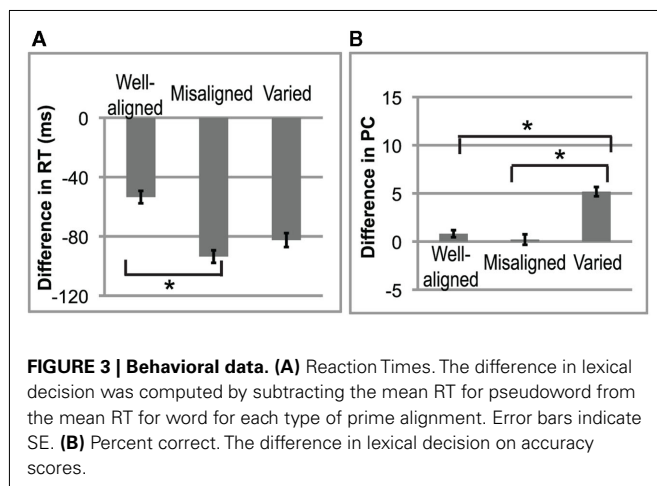 A
Well-
aligned Misaligned Varied
0
-40
-80
-120
Difference in RT (ms)
*
B
15
10
5
0
-5
Difference in PC
*
*
Well-
aligned Misaligned Varied
FIGURE 3 | Behavioral data. (A) Reaction Times. The difference in lexical
decision was computed by subtracting the mean RT for pseudoword from
the mean RT for word for each type of prime alignment. Error bars indicate
SE. (B) Percent correct. The difference in lexical decision on accuracy
scores.